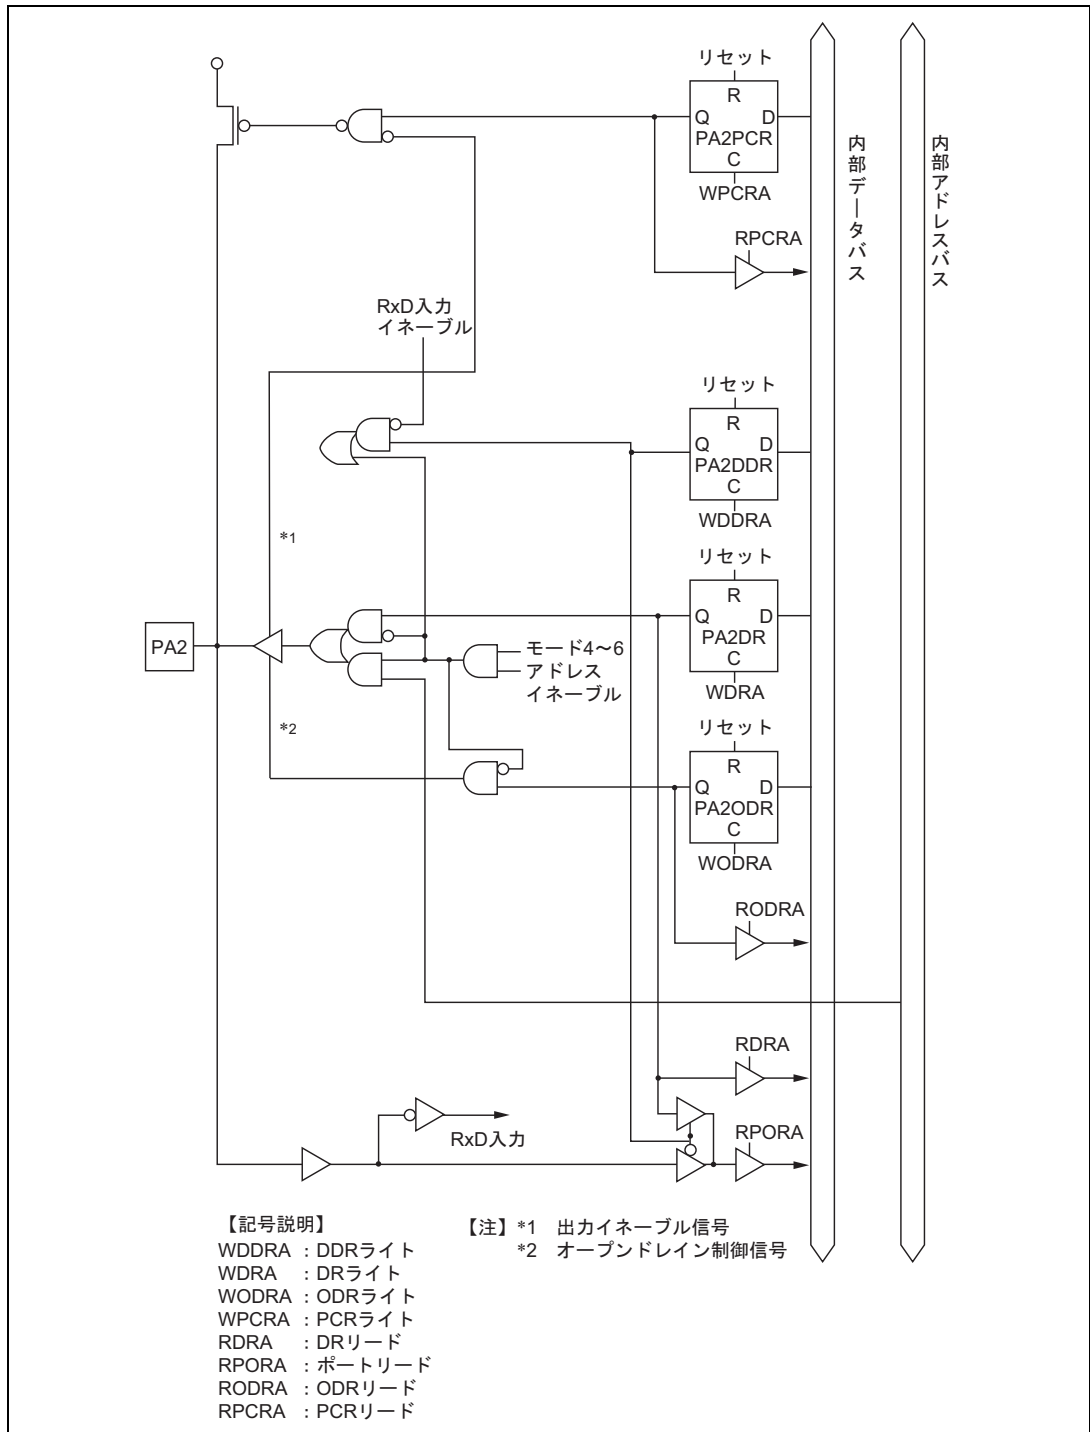 リセット
R
Q D
PA2PCR
C
WPCRA
内部データバス
内部アドレスバス
RPCRA
RxD入力
イネーブル
リセット
R
Q D
PA2DDR
C
WDDRA
*1
リセット
R
Q D
PA2DR
C
WDRA
PA2
モード4～6
アドレス
イネーブル
*2
リセット
R
Q D
PA2ODR
C
WODRA
RODRA
RDRA
RxD入力
RPORA
【記号説明】
WDDRA : DDRライト
WDRA : DRライト
WODRA : ODRライト
WPCRA : PCRライト
RDRA : DRリード
RPORA : ポートリード
RODRA : ODRリード
RPCRA : PCRリード
【注】*1 出力イネーブル信号
*2 オープンドレイン制御信号